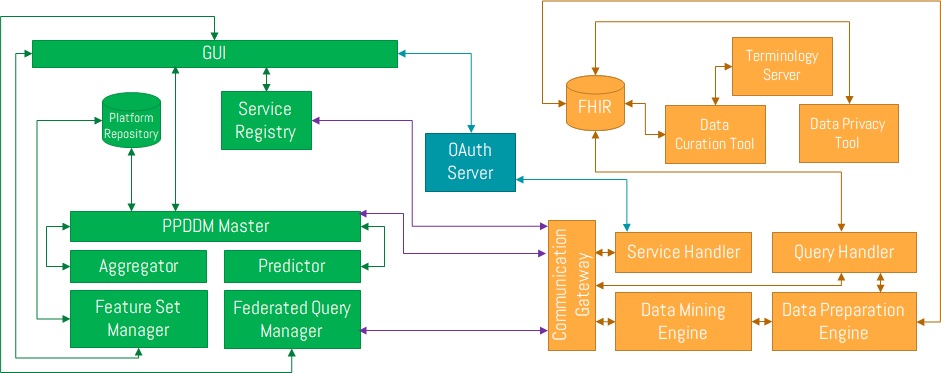 GUI
Platform
Repository
Service
Registry
OAuth
Server
PPDDM Master
Aggregator
Predictor
Feature Set
Manager
Federated Query
Manager
FHIR
Terminology
Server
Data
Curation Tool
Data Privacy
Tool
Communication
Gateway
Service Handler
Query Handler
Data Mining
Engine
Data Preparation
Engine